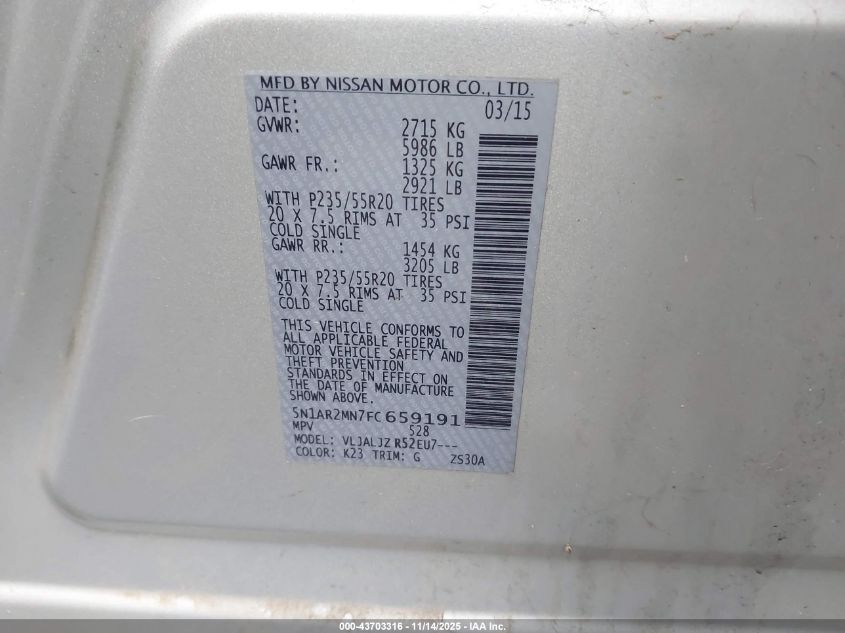 MFD BY NISSAN MOTOR CO., LTD.
DATE: 03/15
GVWR: 2715 KG
5986 LB
GAWR FR.: 1325 KG
2921 LB
WITH P235/55R20 TIRES
20 X 7.5 RIMS AT 35 PSI
COLD SINGLE
GAWR RR.: 1454 KG
3205 LB
WITH P235/55R20 TIRES
20 X 7.5 RIMS AT 35 PSI
COLD SINGLE
THIS VEHICLE CONFORMS TO
ALL APPLICABLE FEDERAL
MOTOR VEHICLE SAFETY AND
THEFT PREVENTION
STANDARDS IN EFFECT ON
THE DATE OF MANUFACTURE
SHOWN ABOVE.
5N1AR2MN7FC659191
MPV 528
MODEL: VLJALJZ R52EU7---
COLOR: K23 TRIM: G ZS30A
000-43703316 - 11/14/2025 - IAA Inc.